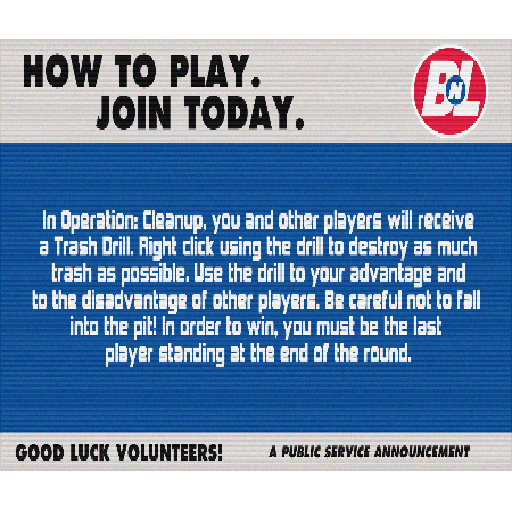 HOW TO PLAY.
JOIN TODAY.
BNL
In Operation: Cleanup, you and other players will receive
a Trash Drill. Right click using the drill to destroy as much
trash as possible. Use the drill to your advantage and
to the disadvantage of other players. Be careful not to fall
into the pit! In order to win, you must be the last
player standing at the end of the round.
GOOD LUCK VOLUNTEERS!
A PUBLIC SERVICE ANNOUNCEMENT